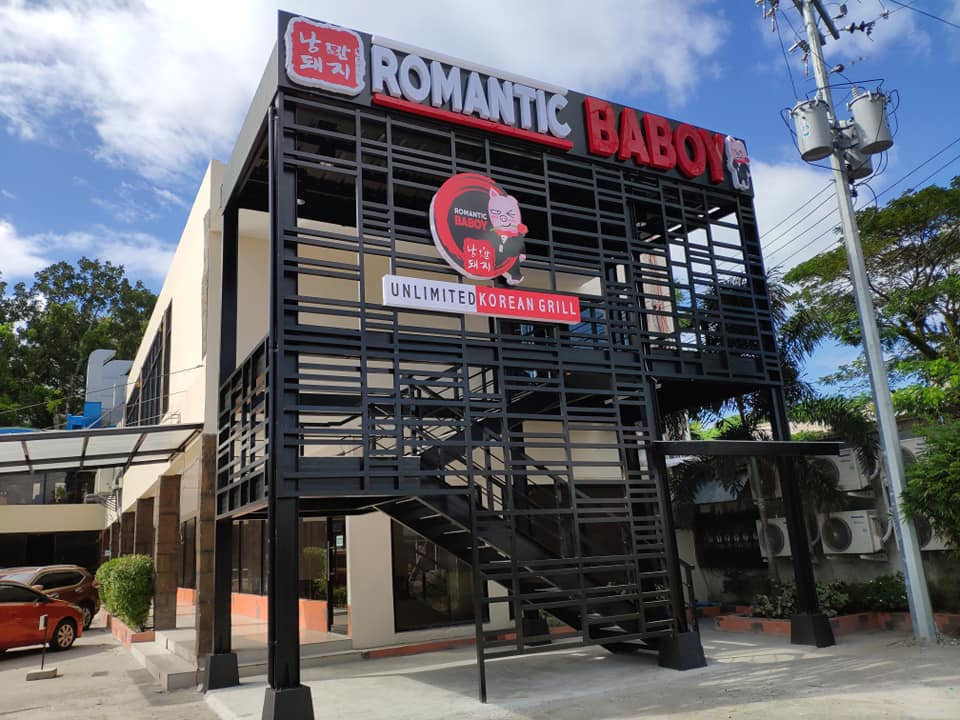 낭만
돼지
ROMANTIC BABOY
ROMANTIC
BABOY
낭만
돼지
UNLIMITED KOREAN GRILL